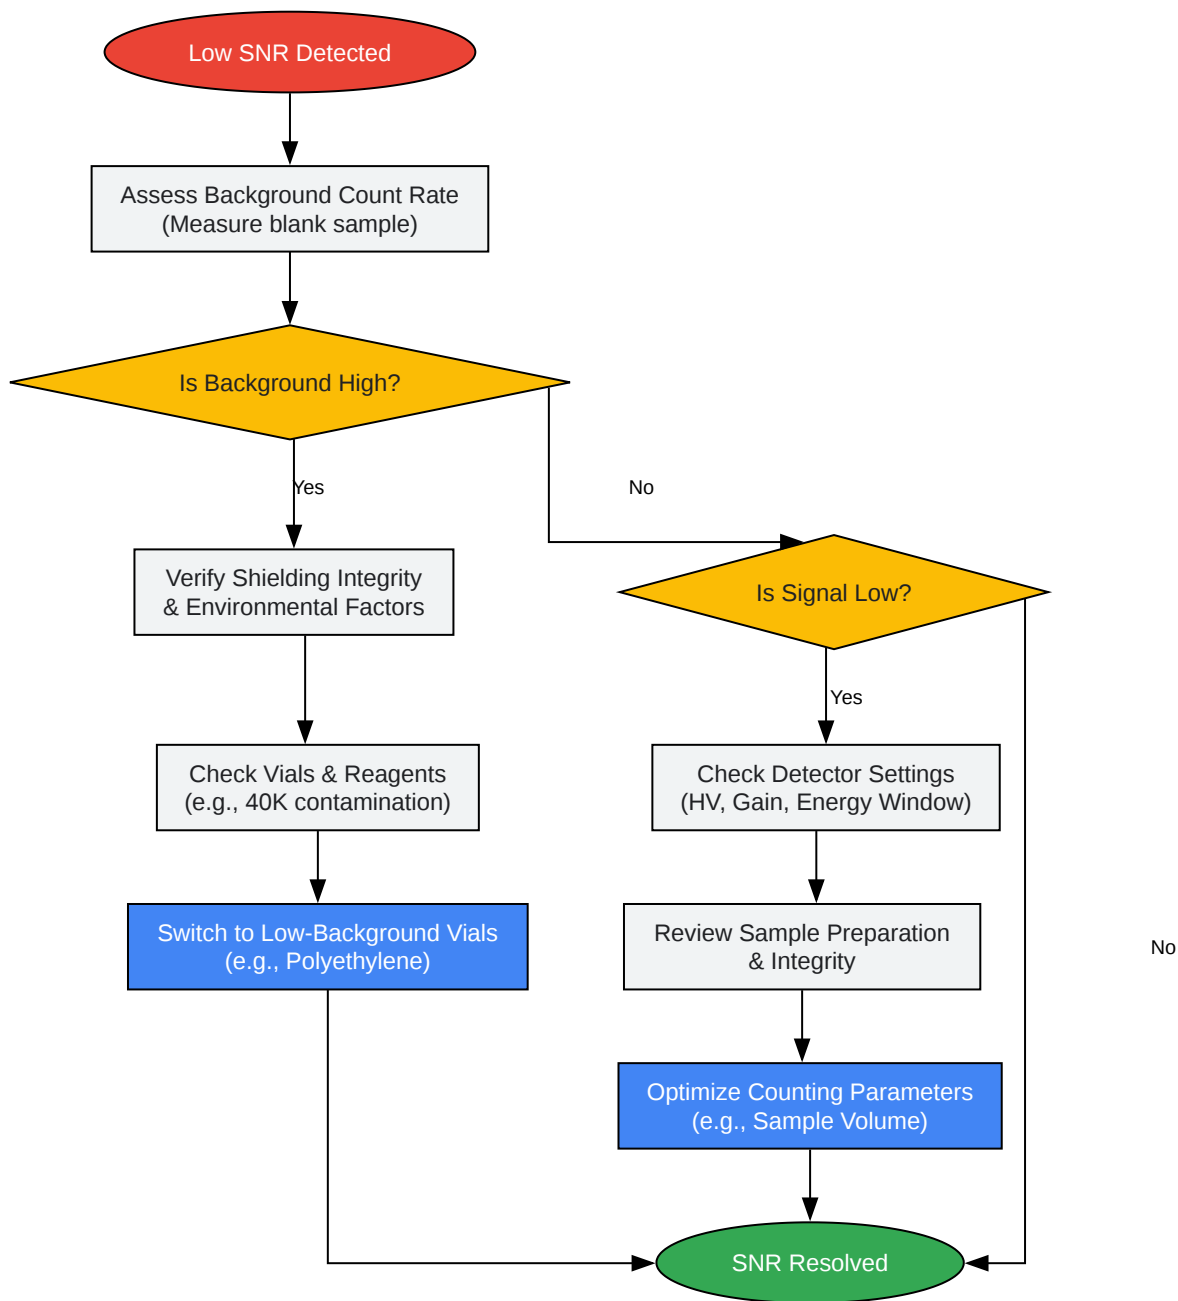 Low SNR Detected
Assess Background Count Rate
(Measure blank sample)
Is Background High?
Yes
No
Verify Shielding Integrity
& Environmental Factors
Is Signal Low?
Yes
Check Vials & Reagents
(e.g., 40K contamination)
Check Detector Settings
(HV, Gain, Energy Window)
Switch to Low-Background Vials
(e.g., Polyethylene)
Review Sample Preparation
& Integrity
No
Optimize Counting Parameters
(e.g., Sample Volume)
SNR Resolved